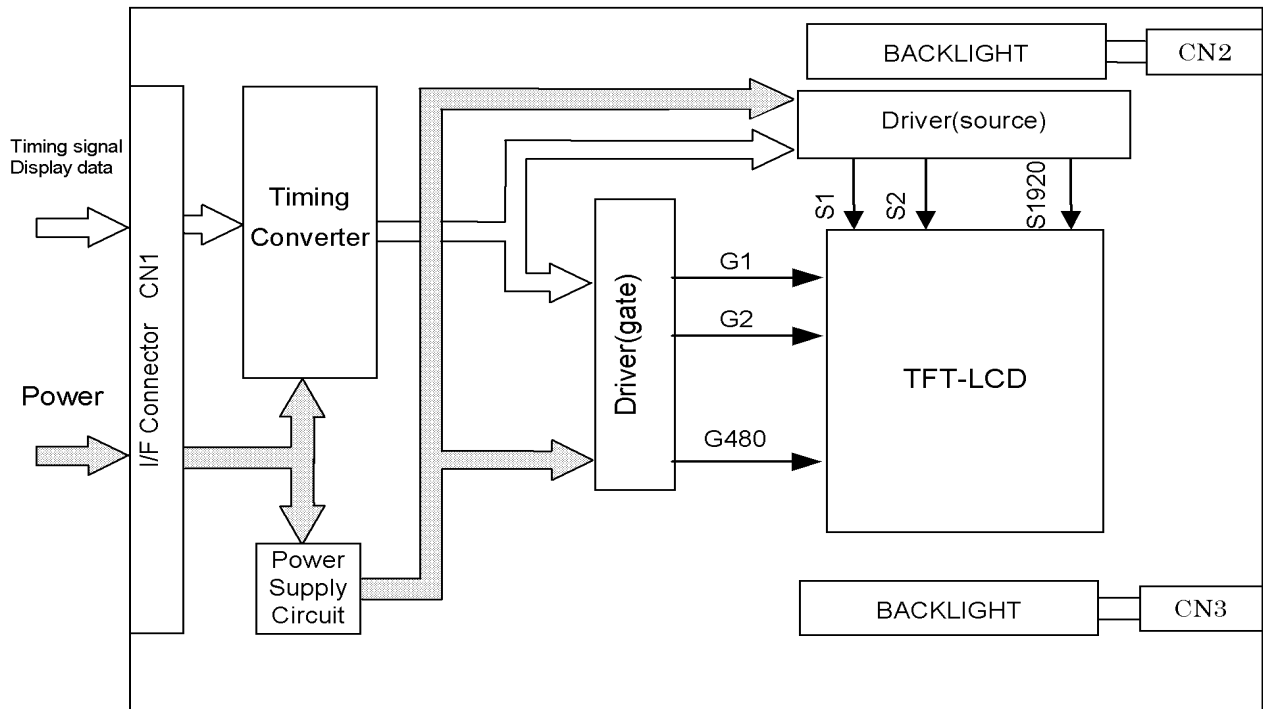 BACKLIGHT
CN2
Driver(source)
Timing signal
Display data
Timing
Converter
S1
S2
S1920
I/F Connector CN1
Driver(gate)
G1
G2
TFT-LCD
Power
G480
Power
Supply
Circuit
BACKLIGHT
CN3